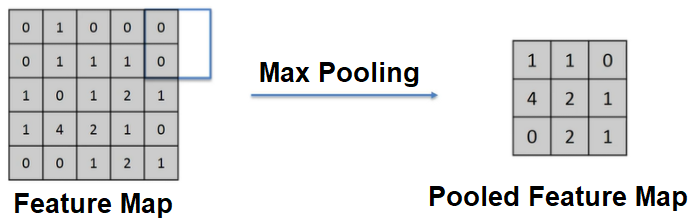 0 1 0 0 0
0 1 1 1 0
1 0 1 2 1
1 4 2 1 0
0 0 1 2 1
Feature Map
Max Pooling
1 1 0
4 2 1
0 2 1
Pooled Feature Map